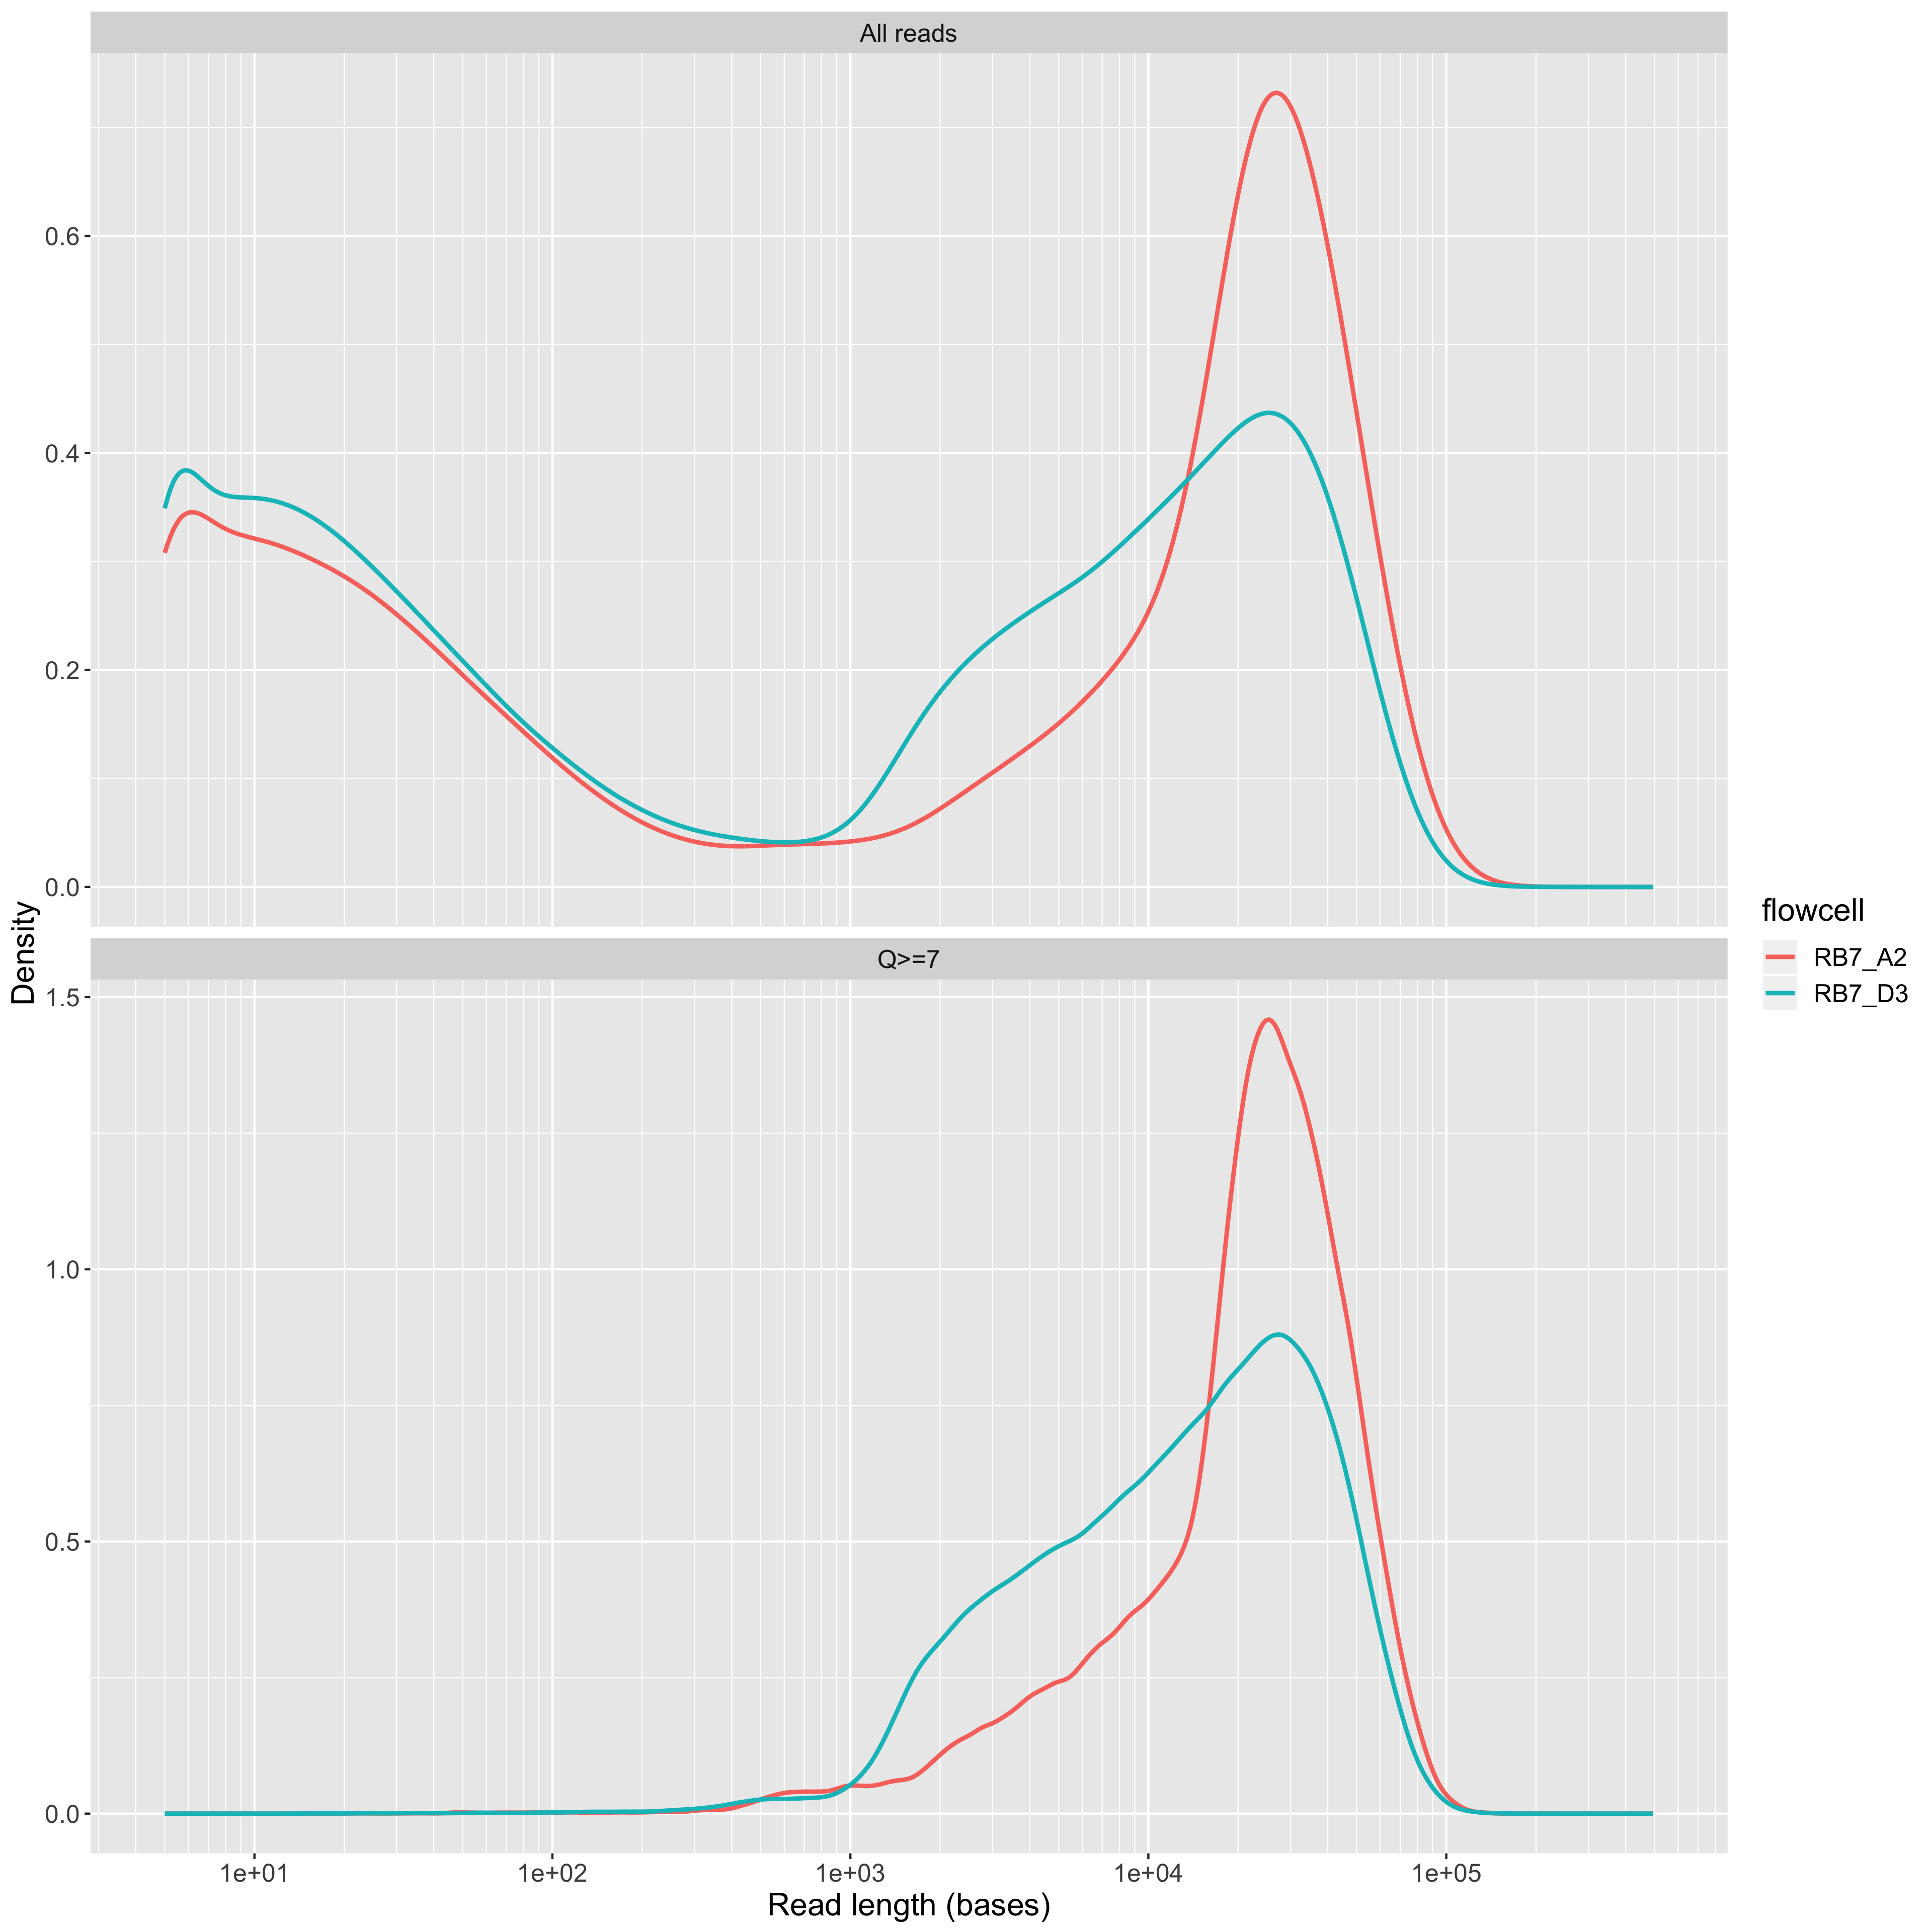 All reads
0.6
0.4
0.2
0.0
Density
Q>=7
1.5
1.0
0.5
0.0
1e+01 1e+02 1e+03 1e+04 1e+05
Read length (bases)
flowcell
RB7_A2
RB7_D3